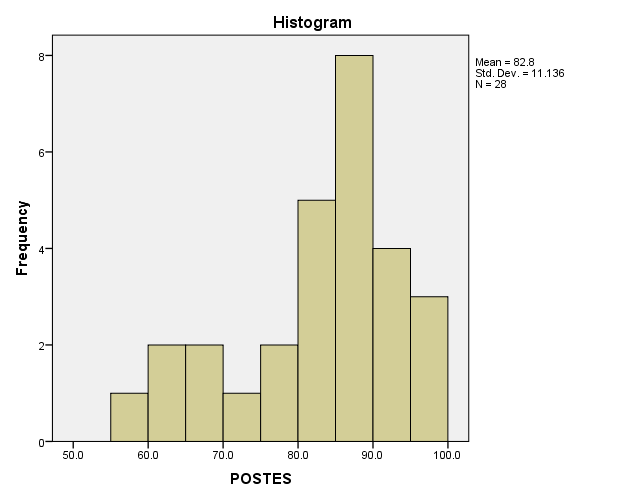 Histogram
Mean = 82.8
Std. Dev. = 11.136
N = 28
8
6
4
2
0
Frequency
50.0 60.0 70.0 80.0 90.0 100.0
POSTES